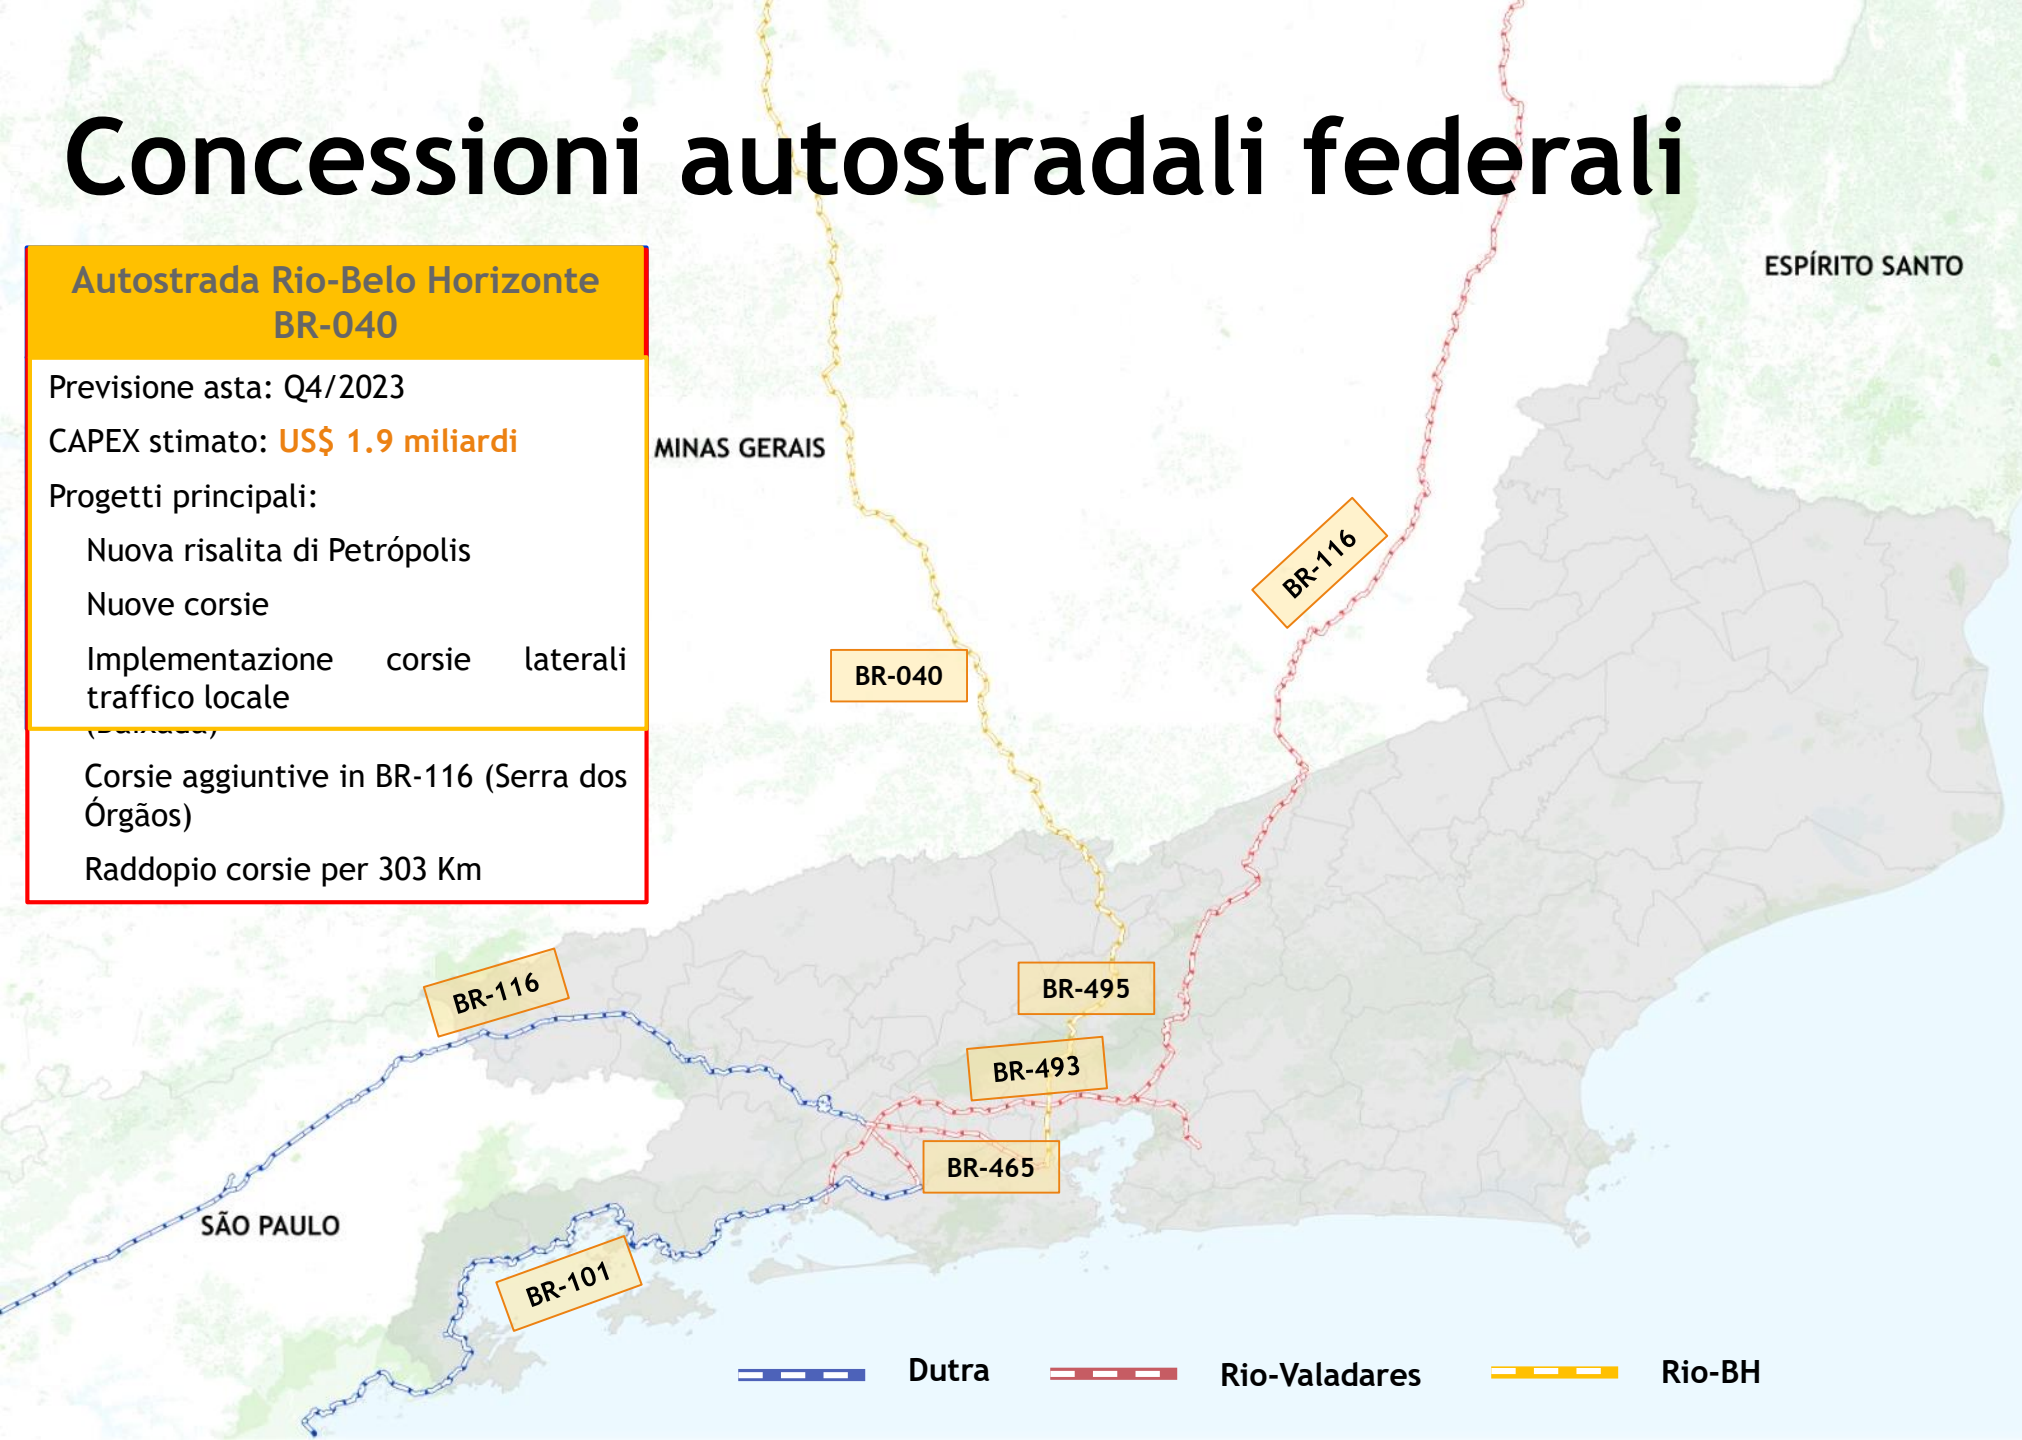 Concessioni autostradali federali
Autostrada Rio-Belo Horizonte
BR-040
Previsione asta: Q4/2023
CAPEX stimato: US$ 1.9 miliardi
Progetti principali:
Nuova risalita di Petrópolis
Nuove corsie
Implementazione corsie laterali
traffico locale
Corsie aggiuntive in BR-116 (Serra dos
Órgãos)
Raddopio corsie per 303 Km
ESPÍRITO SANTO
MINAS GERAIS
BR-116
BR-040
BR-116
BR-495
BR-493
BR-465
SÃO PAULO
BR-101
Dutra
Rio-Valadares
Rio-BH